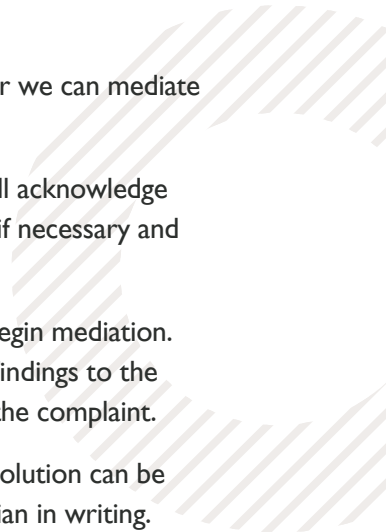 r we can mediate
ll acknowledge
if necessary and
egin mediation.
indings to the
the complaint.
olution can be
ian in writing.